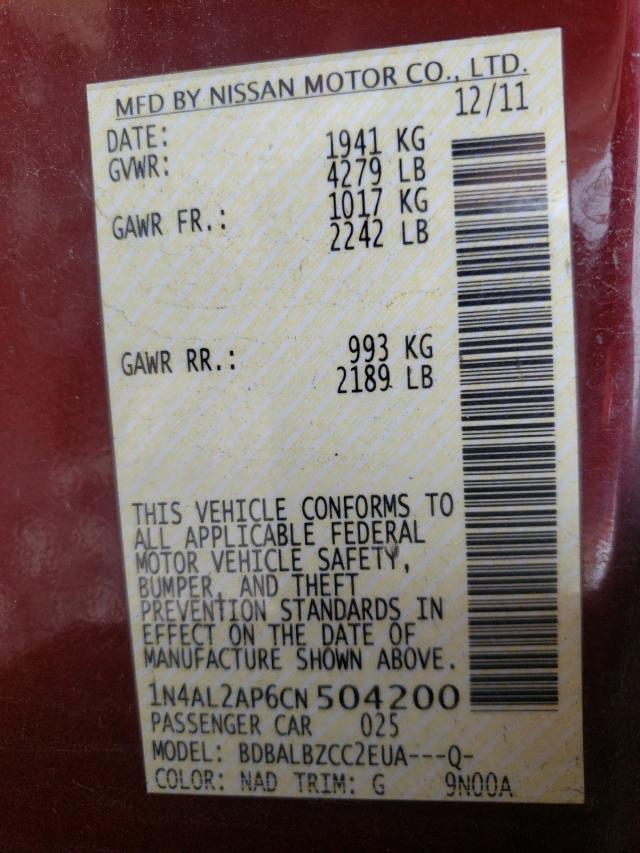 MFD BY NISSAN MOTOR CO., LTD.
DATE: 12/11
GVWR: 1941 KG
4279 LB
GAWR FR.: 1017 KG
2242 LB
GAWR RR.: 993 KG
2189 LB
THIS VEHICLE CONFORMS TO
ALL APPLICABLE FEDERAL
MOTOR VEHICLE SAFETY,
BUMPER, AND THEFT
PREVENTION STANDARDS IN
EFFECT ON THE DATE OF
MANUFACTURE SHOWN ABOVE.
1N4AL2AP6CN504200
PASSENGER CAR 025
MODEL: BDBALBZCC2EUA---Q-
COLOR: NAD TRIM: G 9N00A